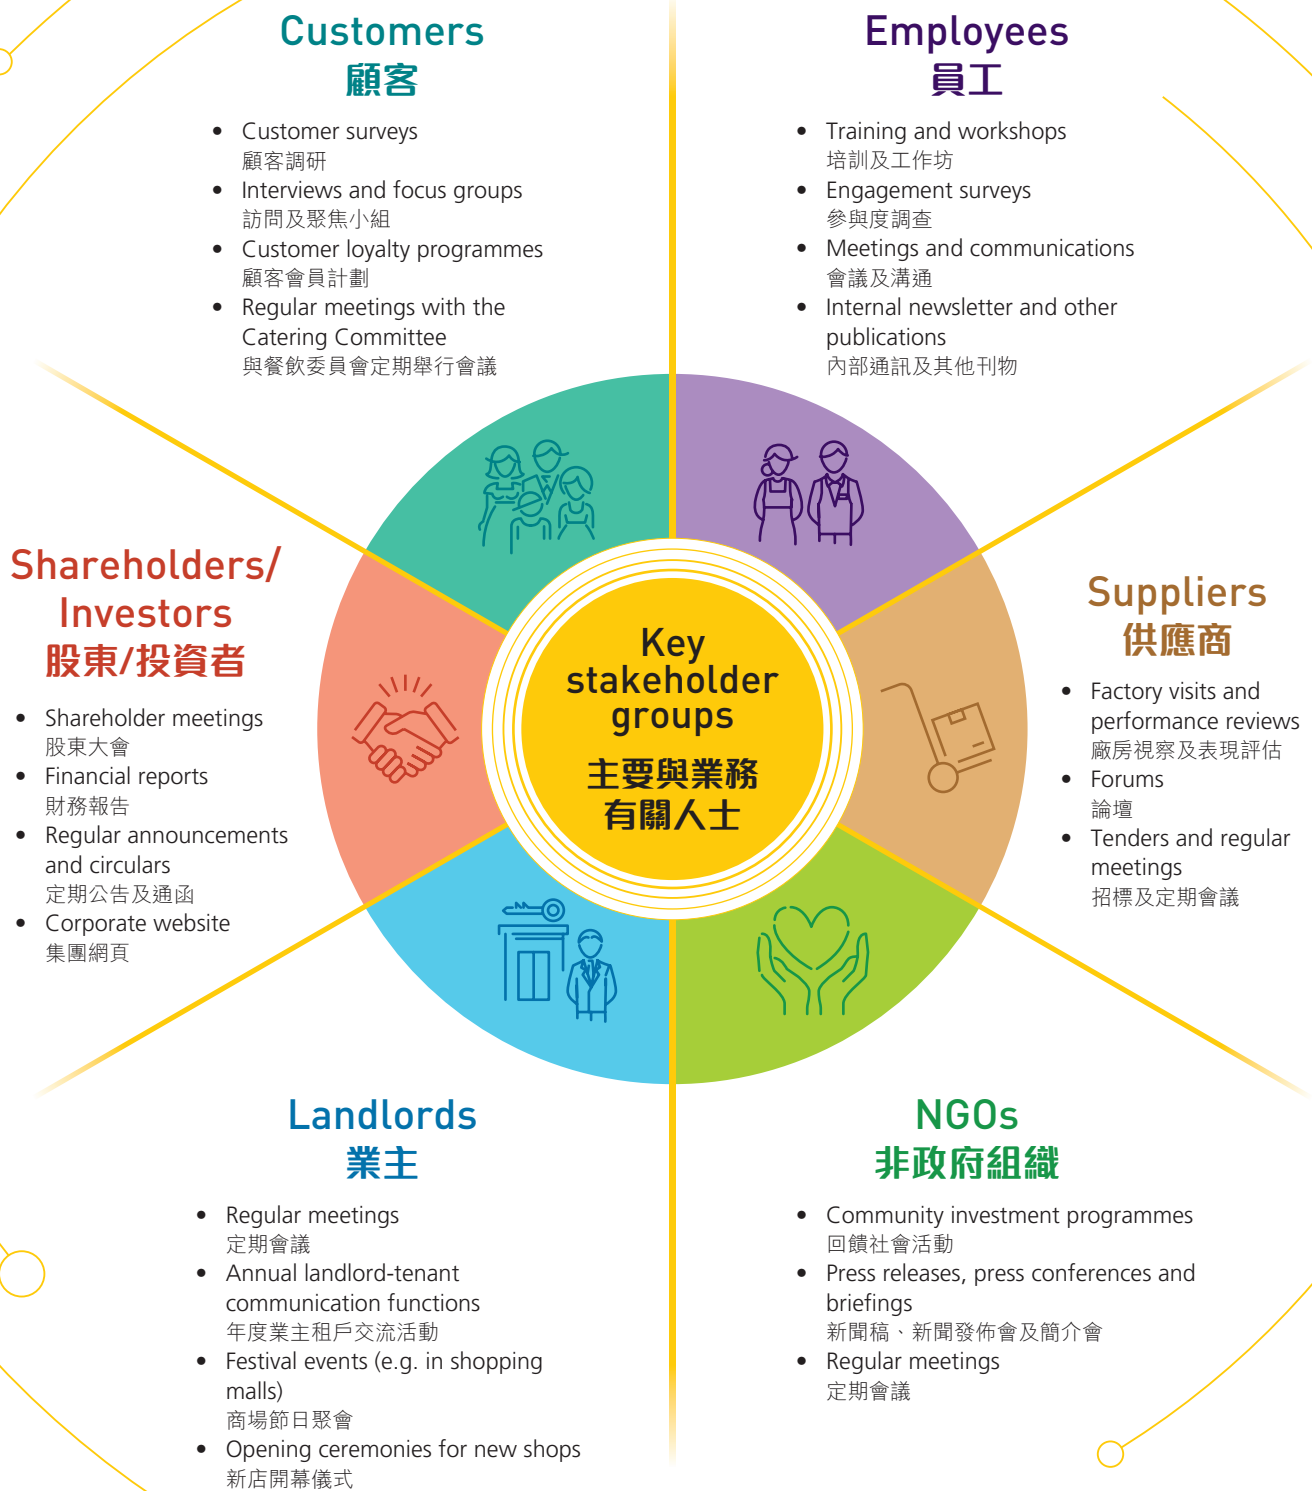 Customers
顧客
• Customer surveys
顧客調研
• Interviews and focus groups
訪問及聚焦小組
• Customer loyalty programmes
顧客會員計劃
• Regular meetings with the
Catering Committee
與餐飲委員會定期舉行會議
Employees
員工
• Training and workshops
培訓及工作坊
• Engagement surveys
參與度調查
• Meetings and communications
會議及溝通
• Internal newsletter and other
publications
內部通訊及其他刊物
Shareholders/
Investors
股東/投資者
• Shareholder meetings
股東大會
• Financial reports
財務報告
• Regular announcements
and circulars
定期公告及通函
• Corporate website
集團網頁
Key
stakeholder
groups
主要與業務
有關人士
Suppliers
供應商
• Factory visits and
performance reviews
廠房視察及表現評估
• Forums
論壇
• Tenders and regular
meetings
招標及定期會議
Landlords
業主
• Regular meetings
定期會議
• Annual landlord-tenant
communication functions
年度業主租戶交流活動
• Festival events (e.g. in shopping
malls)
商場節日聚會
• Opening ceremonies for new shops
新店開幕儀式
NGOs
非政府組織
• Community investment programmes
回饋社會活動
• Press releases, press conferences and
briefings
新聞稿、新聞發佈會及簡介會
• Regular meetings
定期會議